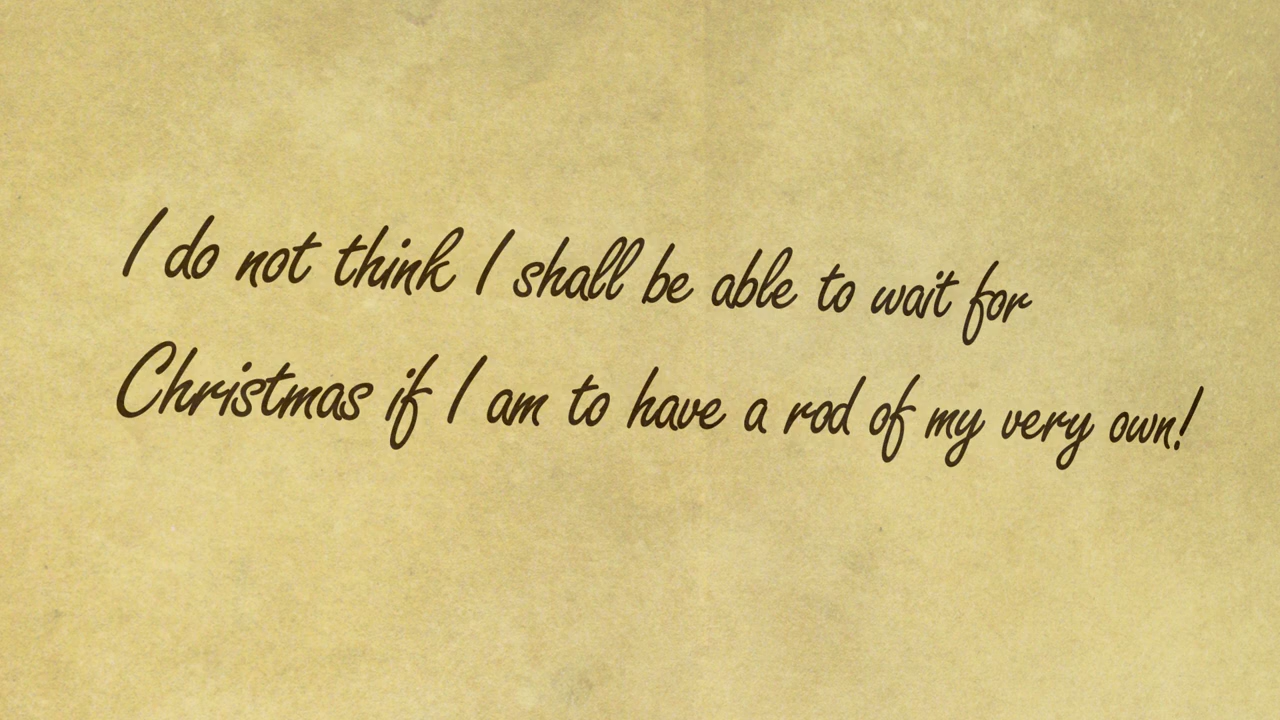 I do not think I shall be able to wait for
Christmas if I am to have a rod of my very own!